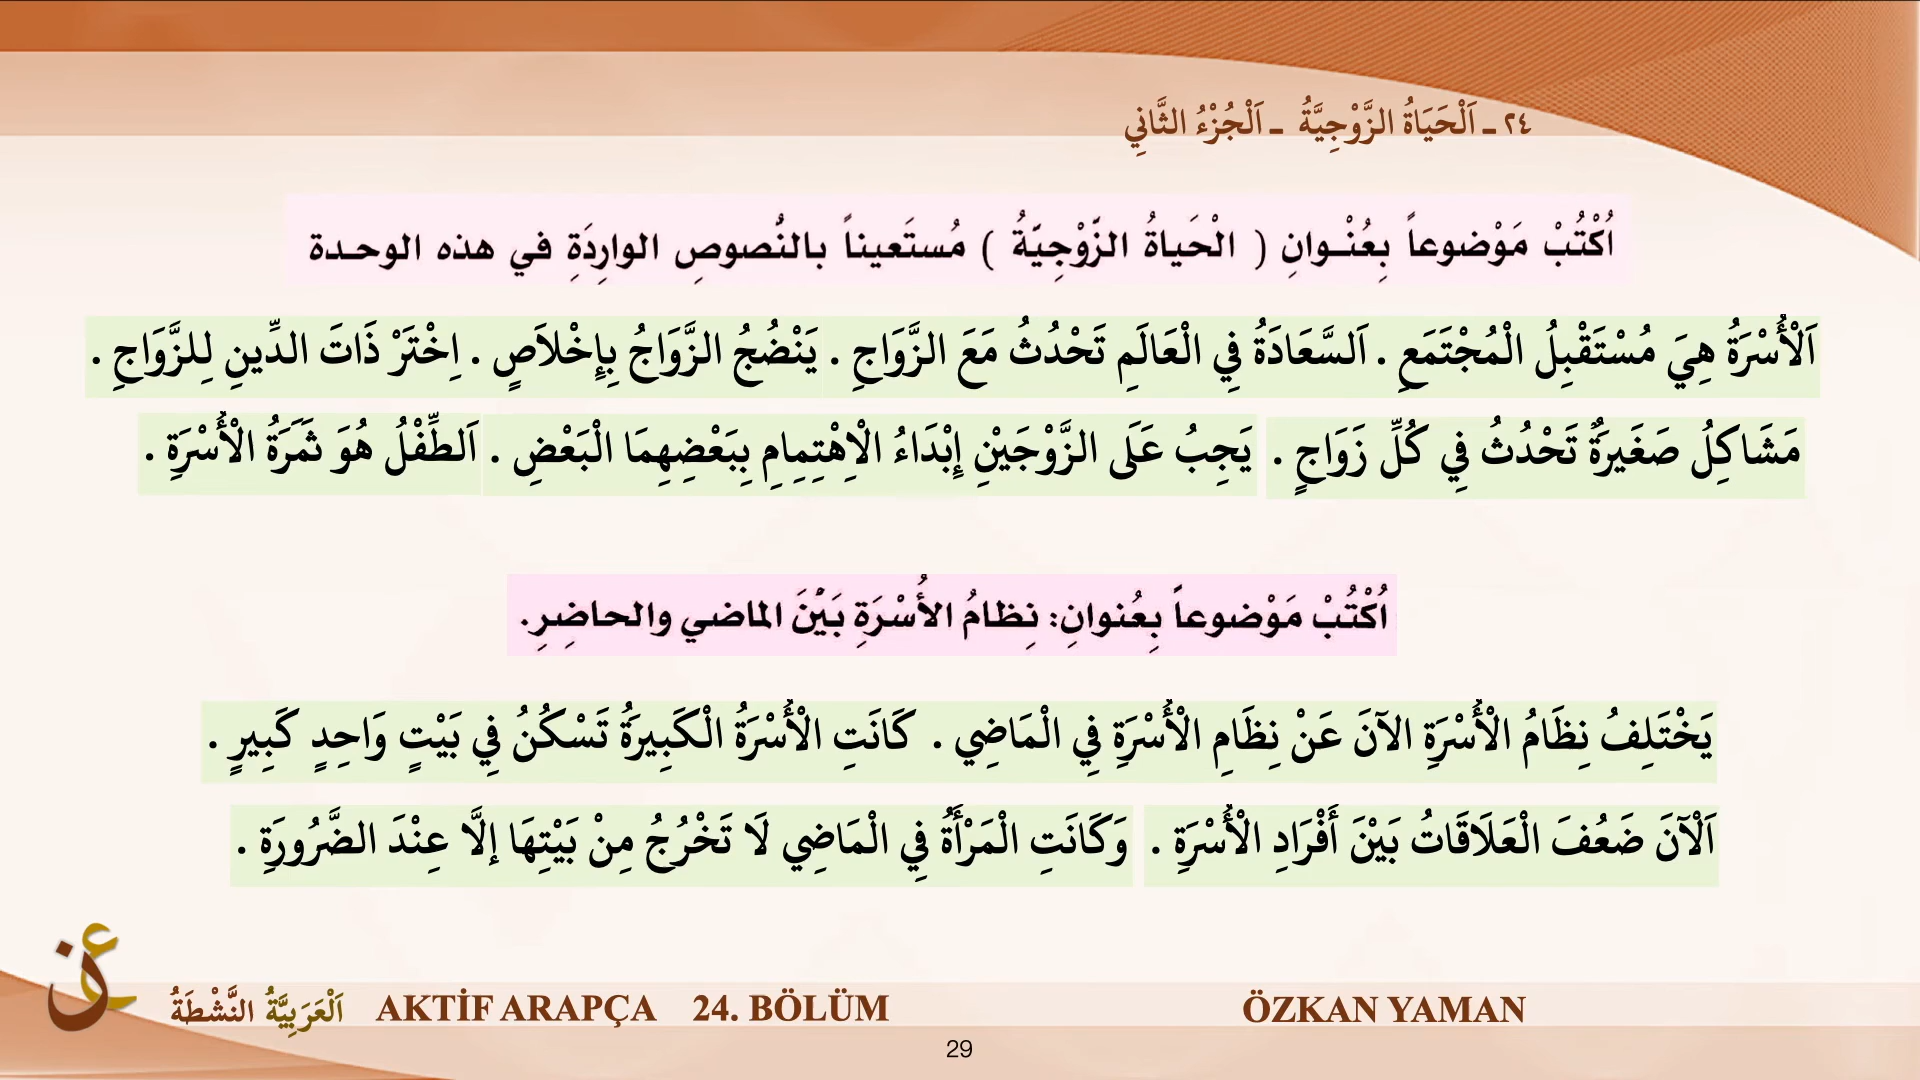 ٢٤ ـ اَلْحَيَاةُ الزَّوْجِيَّةُ ـ اَلْجُزْءُ الثَّانِي
اُكْتُبْ مَوْضوعاً بِعُنْـوانِ ( الْحَياةُ الزَّوْجِيَّةُ ) مُستَعيناً بالنُّصوصِ الوارِدَةِ في هذه الوحـدة
اَلْأُسْرَةُ هِيَ مُسْتَقْبِلُ الْمُجْتَمَعِ . اَلسَّعَادَةُ فِي الْعَالَمِ تَحْدُثُ مَعَ الزَّوَاجِ . يَنْضُجُ الزَّوَاجُ بِإِخْلاَصٍ . اِخْتَرْ ذَاتَ الدِّينِ لِلزَّوَاجِ .
مَشَاكِلُ صَغَيرَةٌ تَحْدُثُ فِي كُلِّ زَوَاجٍ . يَجِبُ عَلَى الزَّوْجَيْنِ إِبْدَاءُ الْاِهْتِمِامِ بِبَعْضِهِمَا الْبَعْضِ . اَلطِّفْلُ هُوَ ثَمَرَةُ الْأُسْرَةِ .
اُكْتُبْ مَوْضوعاً بِعُنوانِ: نِظامُ الأُسْرَةِ بَيْنَ الماضي والحاضِرِ.
يَخْتَلِفُ نِظَامُ الْأُسْرَةِ الآنَ عَنْ نِظَامِ الْأُسْرَةِ فِي الْمَاضِي . كَانَتِ الْأُسْرَةُ الْكَبِيرَةُ تَسْكُنُ فِي بَيْتٍ وَاحِدٍ كَبِيرٍ .
اَلْآنَ ضَعُفَ الْعَلَاقَاتُ بَيْنَ أَفْرَادِ الْأُسْرَةِ . وَكَانَتِ الْمَرْأَةُ فِي الْمَاضِي لَا تَخْرُجُ مِنْ بَيْتِهَا إلَّا عِنْدَ الضَّرُورَةِ .
اَلْعَرَبِيَّةُ النَّشْطَةُ AKTİF ARAPÇA 24. BÖLÜM ÖZKAN YAMAN
29